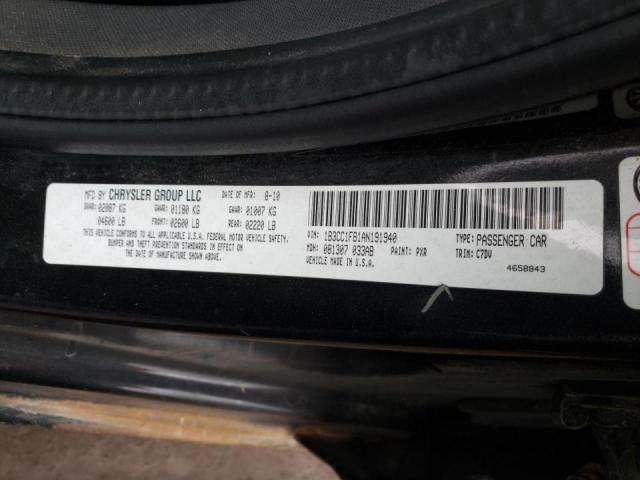 MFD BY CHRYSLER GROUP LLC DATE OF MFR: 8-10
GVWR: 02087 KG GAWR: 01180 KG GAWR: 01007 KG
04600 LB FRONT: 02600 LB REAR: 02220 LB
THIS VEHICLE CONFORMS TO ALL APPLICABLE U.S.A. FEDERAL MOTOR VEHICLE SAFETY,
BUMPER AND THEFT PREVENTION STANDARDS IN EFFECT ON THE DATE
OF MANUFACTURE SHOWN ABOVE.
VIN: 1B3CC1FB1AN191940 TYPE: PASSENGER CAR
MDH: 081307 033AB PAINT: PXR TRIM: C7DV
VEHICLE MADE IN U.S.A.
4658843